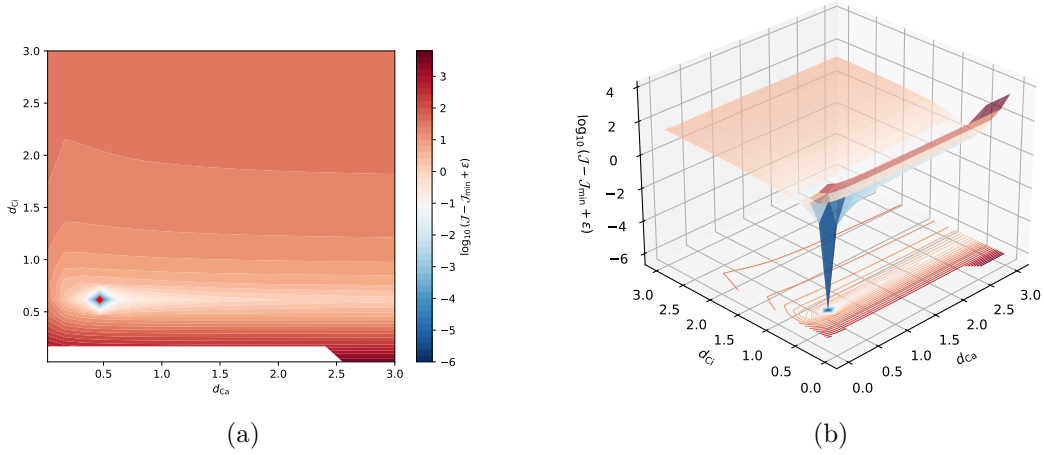 3.0
2.5
2.0
1.5
1.0
0.5
d_Ci
0.5 1.0 1.5 2.0 2.5 3.0
d_Ca
3
2
1
0
−1
−2
−3
−4
−5
−6
log₁₀(𝒥 − 𝒥_min + ε)
(a)
4
2
0
−2
−4
−6
log₁₀(𝒥 − 𝒥_min + ε)
3.0 2.5 2.0 1.5 1.0 0.5 0.0
d_Ci
0.0 0.5 1.0 1.5 2.0 2.5 3.0
d_Ca
(b)